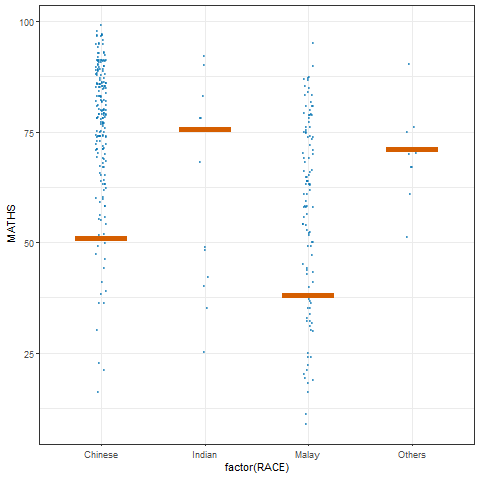 100
75
50
25
MATHS
Chinese
Indian
Malay
Others
factor(RACE)